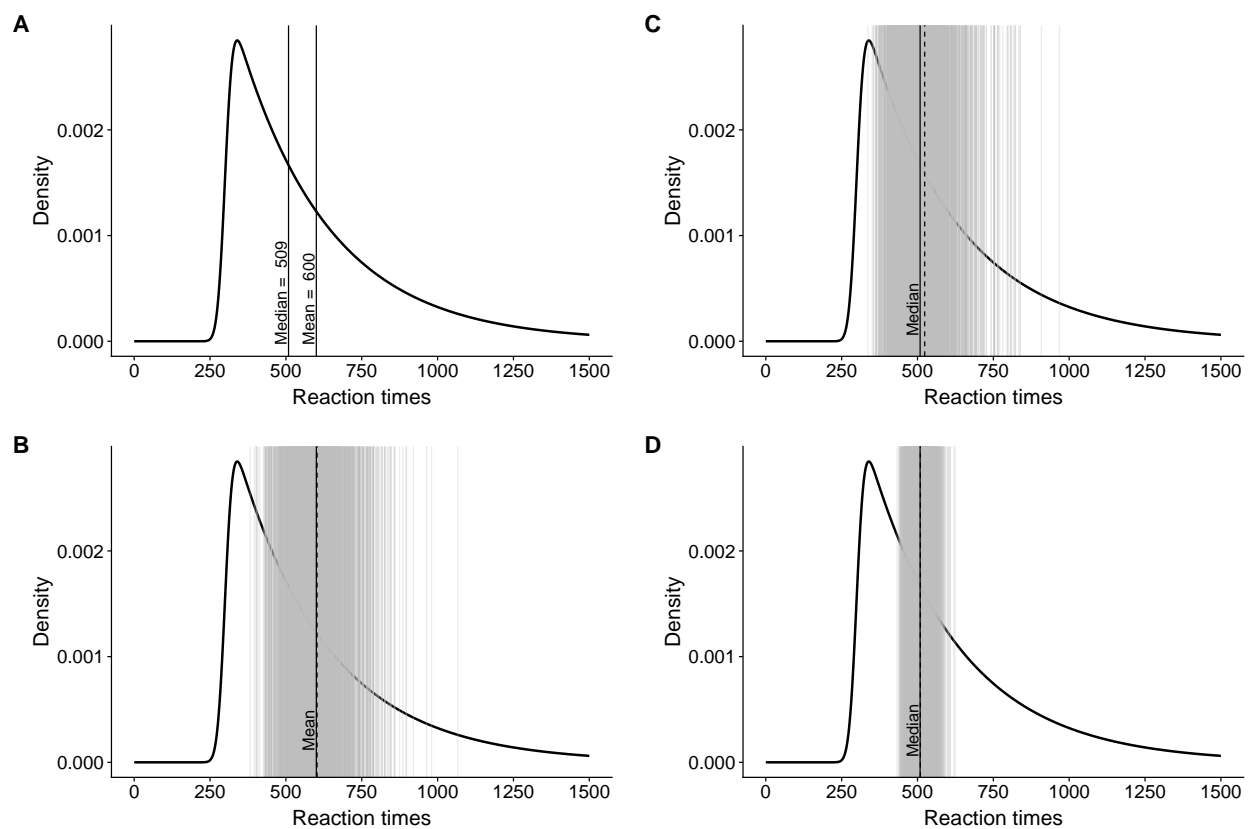 A
0.002
0.001
0.000
Density
Median = 509
Mean = 600
0 250 500 750 1000 1250 1500
Reaction times
C
0.002
0.001
0.000
Density
Median
0 250 500 750 1000 1250 1500
Reaction times
B
0.002
0.001
0.000
Density
Mean
0 250 500 750 1000 1250 1500
Reaction times
D
0.002
0.001
0.000
Density
Median
0 250 500 750 1000 1250 1500
Reaction times